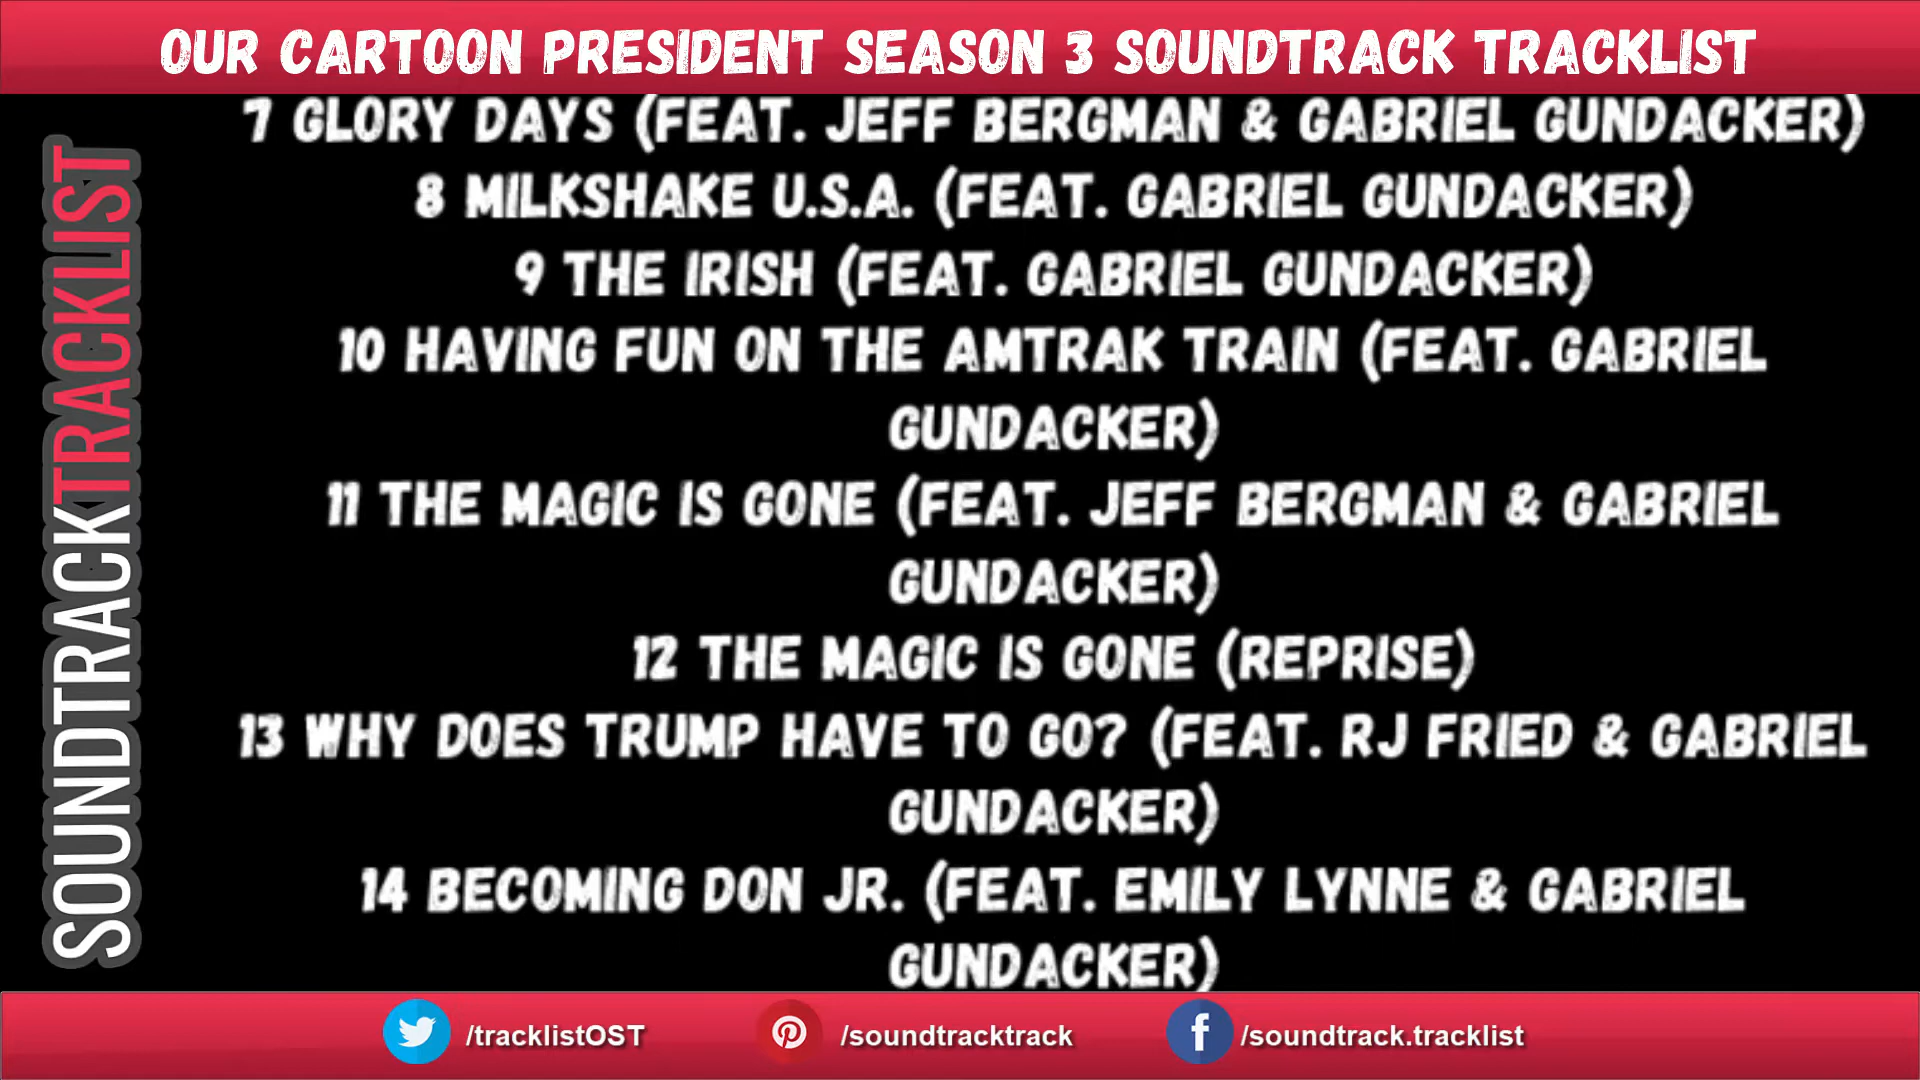 OUR CARTOON PRESIDENT SEASON 3 SOUNDTRACK TRACKLIST
SOUNDTRACKTRACKLIST
7 GLORY DAYS (FEAT. JEFF BERGMAN & GABRIEL GUNDACKER)
8 MILKSHAKE U.S.A. (FEAT. GABRIEL GUNDACKER)
9 THE IRISH (FEAT. GABRIEL GUNDACKER)
10 HAVING FUN ON THE AMTRAK TRAIN (FEAT. GABRIEL
GUNDACKER)
11 THE MAGIC IS GONE (FEAT. JEFF BERGMAN & GABRIEL
GUNDACKER)
12 THE MAGIC IS GONE (REPRISE)
13 WHY DOES TRUMP HAVE TO GO? (FEAT. RJ FRIED & GABRIEL
GUNDACKER)
14 BECOMING DON JR. (FEAT. EMILY LYNNE & GABRIEL
GUNDACKER)
/tracklistOST /soundtracktrack /soundtrack.tracklist